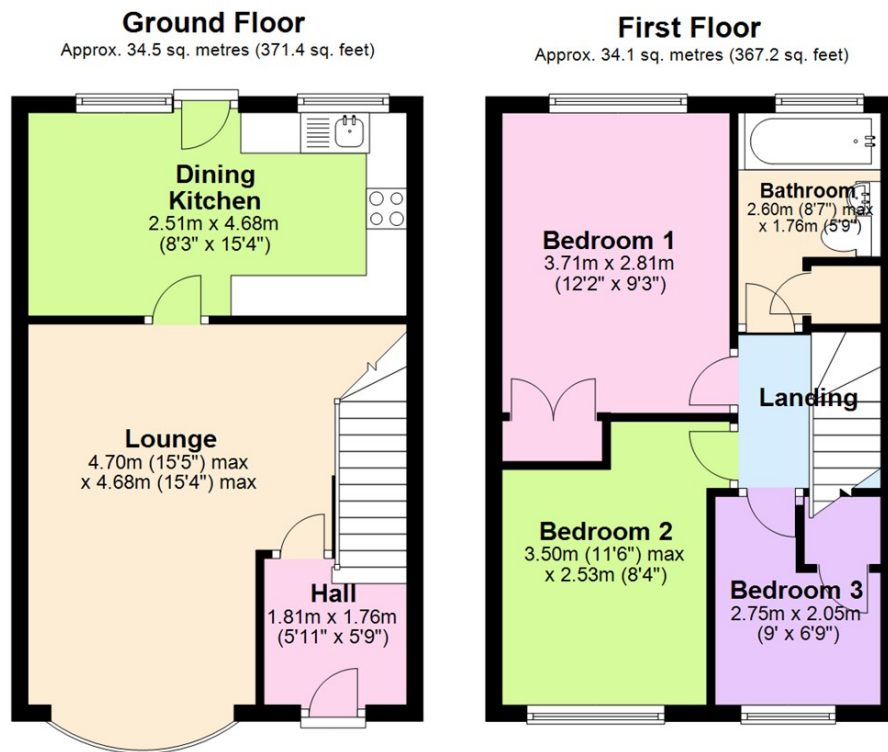 Ground Floor
Approx. 34.5 sq. metres (371.4 sq. feet)
Dining
Kitchen
2.51m x 4.68m
(8'3" x 15'4")
Lounge
4.70m (15'5") max
x 4.68m (15'4") max
Hall
1.81m x 1.76m
(5'11" x 5'9")
First Floor
Approx. 34.1 sq. metres (367.2 sq. feet)
Bedroom 1
3.71m x 2.81m
(12'2" x 9'3")
Bathroom
2.60m (8'7") max
x 1.76m (5'9")
Landing
Bedroom 2
3.50m (11'6") max
x 2.53m (8'4")
Bedroom 3
2.75m x 2.05m
(9' x 6'9")